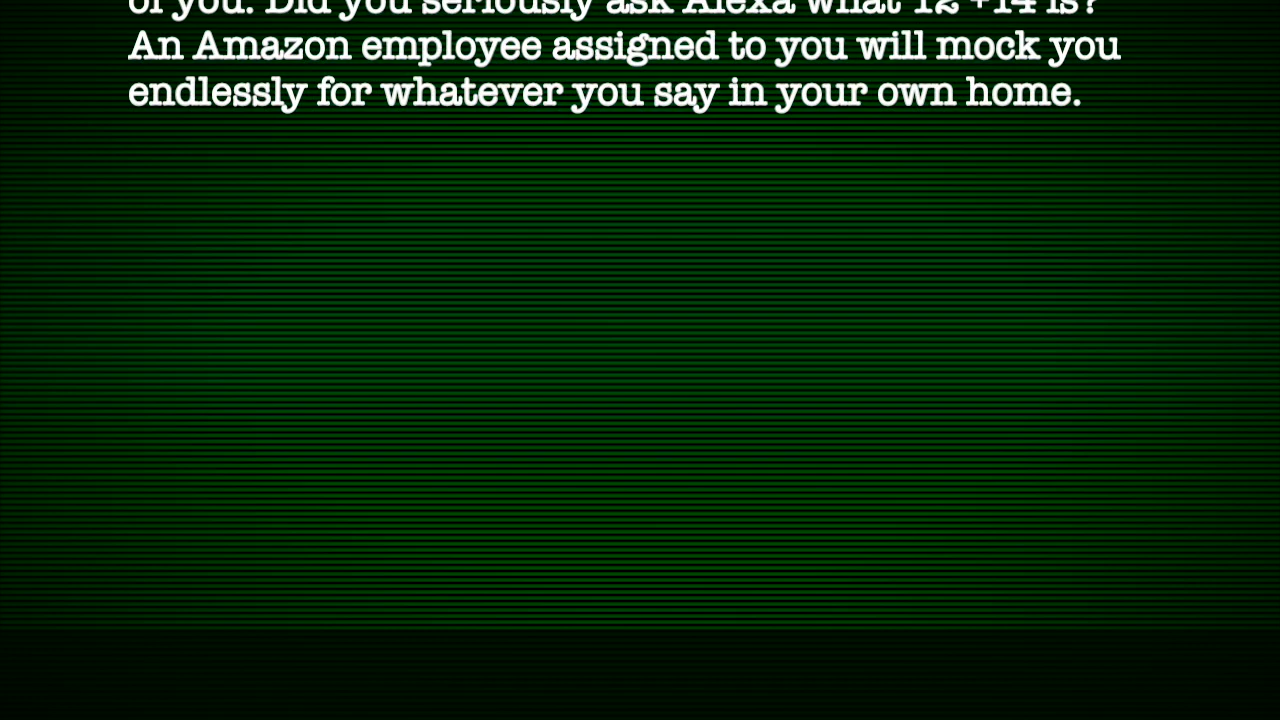 of you. Did you seriously ask Alexa what 12 +14 is?
An Amazon employee assigned to you will mock you
endlessly for whatever you say in your own home.